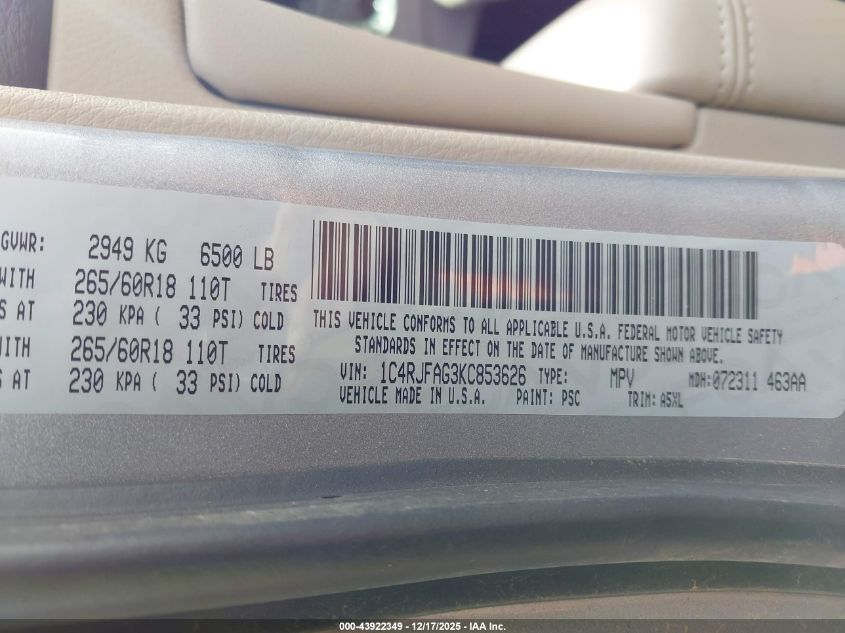 GVWR: 2949 KG 6500 LB
WITH 265/60R18 110T TIRES
S AT 230 KPA ( 33 PSI) COLD
WITH 265/60R18 110T TIRES
S AT 230 KPA ( 33 PSI) COLD
THIS VEHICLE CONFORMS TO ALL APPLICABLE U.S.A. FEDERAL MOTOR VEHICLE SAFETY
STANDARDS IN EFFECT ON THE DATE OF MANUFACTURE SHOWN ABOVE.
VIN: 1C4RJFAG3KC853626 TYPE: MPV MDH:072311 463AA
VEHICLE MADE IN U.S.A. PAINT: PSC TRIM: A5XL
000-43922349 - 12/17/2025 - IAA Inc.